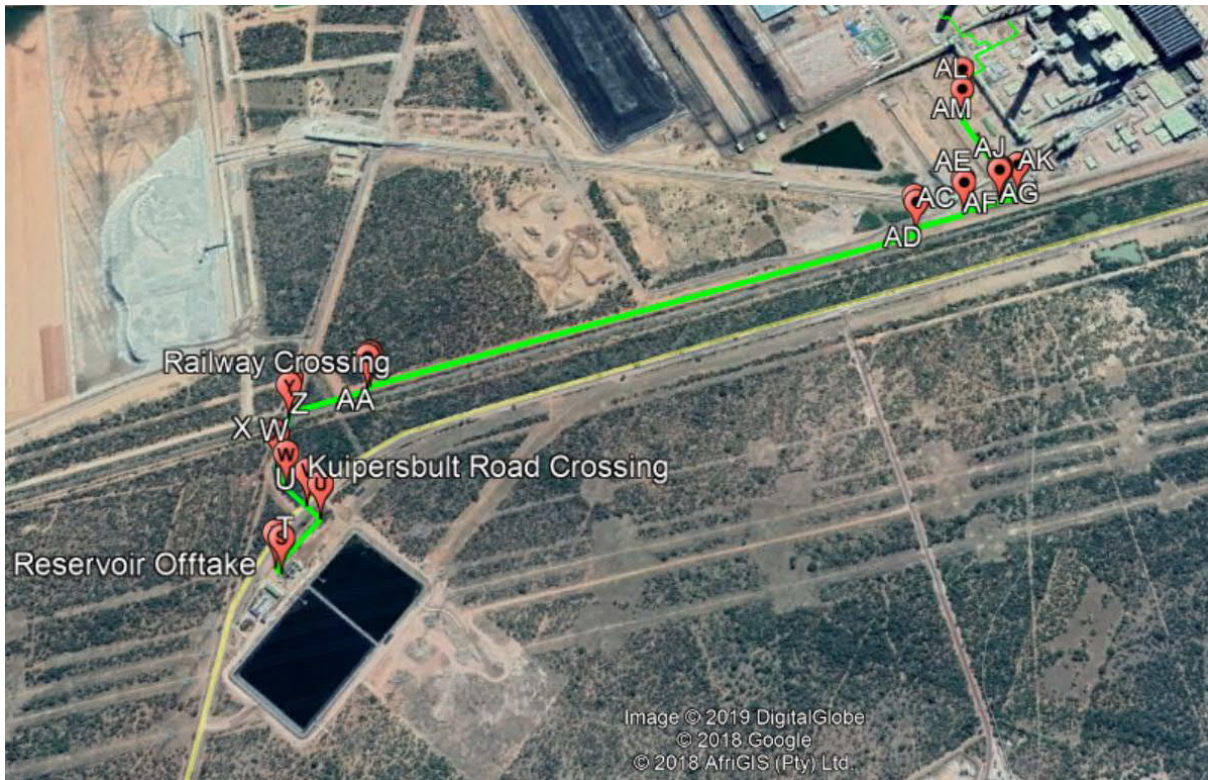 AL
AM
AJ
AE
AK
AC
AF
AG
AD
Railway Crossing
Y
Z
AA
X
W
W
U
Kuipersbult Road Crossing
U
T
S
Reservoir Offtake
Image © 2019 DigitalGlobe
© 2018 Google
© 2018 AfriGIS (Pty) Ltd.